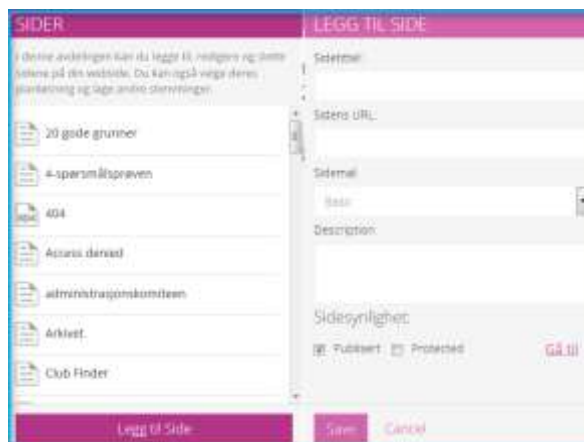 SIDER
I denne avdelingen kan du legge til, redigere og slette
sidene på din webside. Du kan også velge deres
plassering og lage andre
20 gode grunner
4-spørsmålsprøven
404
Access denied
administrasjonskomiteen
Arkivet
Club Finder
Legg til Side
LEGG TIL SIDE
Sidetittel:
Sidens URL:
Sidemal
Basic
Description
Sidesynlighet:
Publisert Protected Gå til
Save Cancel